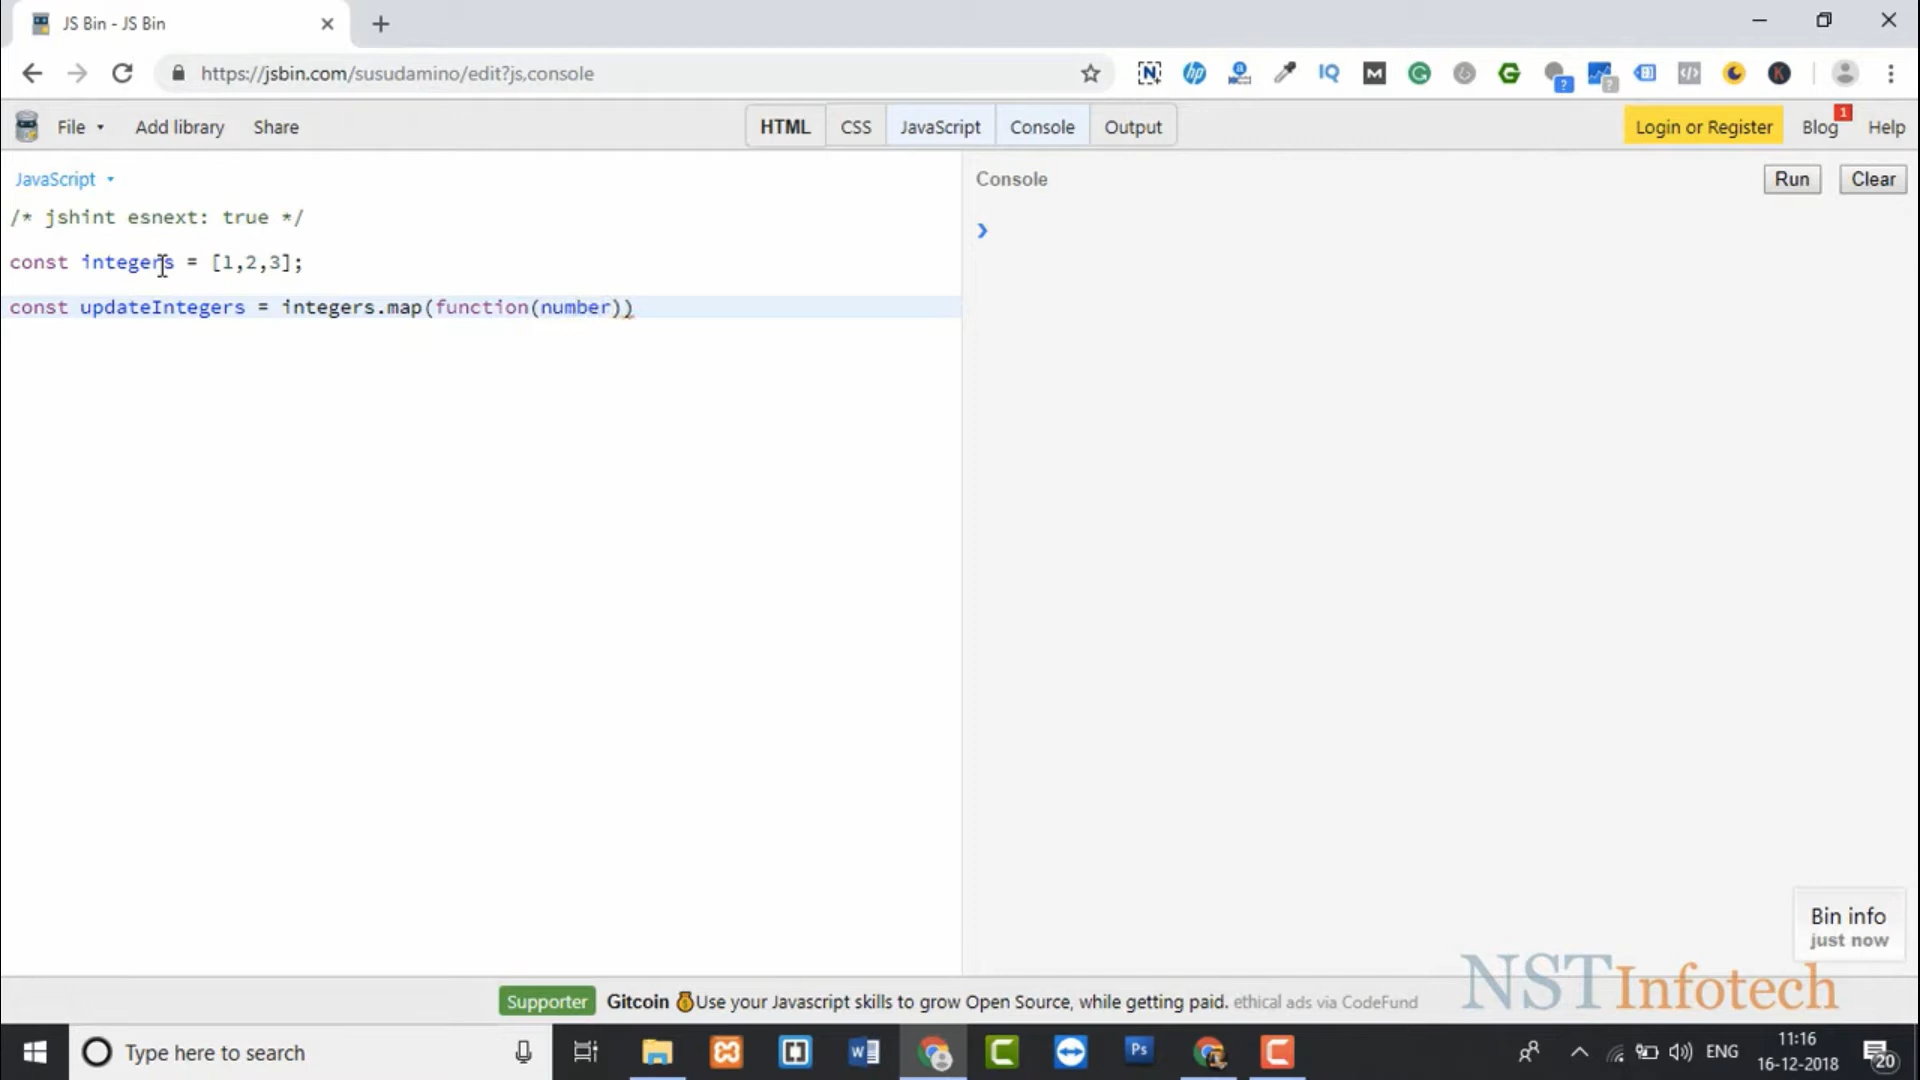 JS Bin - JS Bin
https://jsbin.com/susudamino/edit?js,console
File
Add library
Share
HTML
CSS
JavaScript
Console
Output
Login or Register
Blog
1
Help
JavaScript
Console
Run
Clear
/* jshint esnext: true */
const integers = [1,2,3];
const updateIntegers = integers.map(function(number))
Bin info
just now
Supporter
Gitcoin Use your Javascript skills to grow Open Source, while getting paid. ethical ads via CodeFund
NSTInfotech
Type here to search
Ps
ENG
11:16
16-12-2018
20